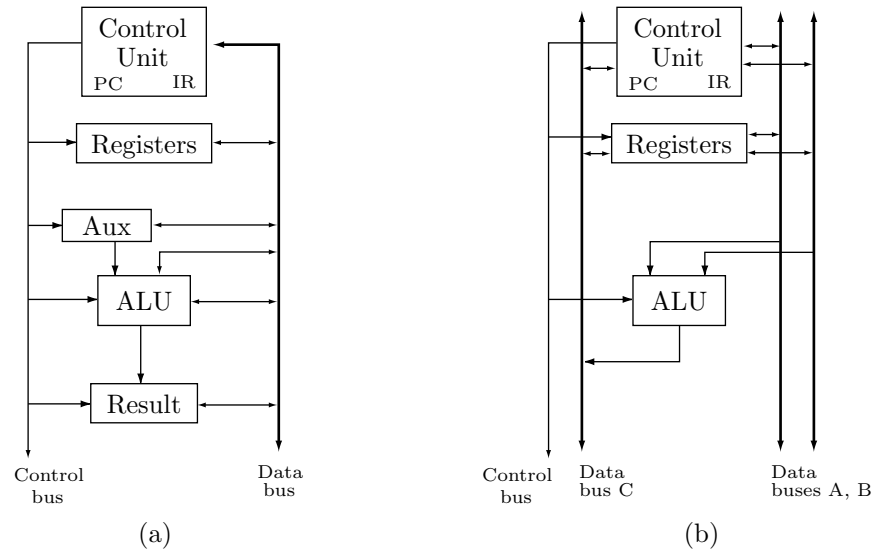 Control
Unit
PC
IR
Registers
Aux
ALU
Result
Control
bus
Data
bus
(a)
Control
Unit
PC
IR
Registers
ALU
Control
bus
Data
bus C
Data
buses A, B
(b)